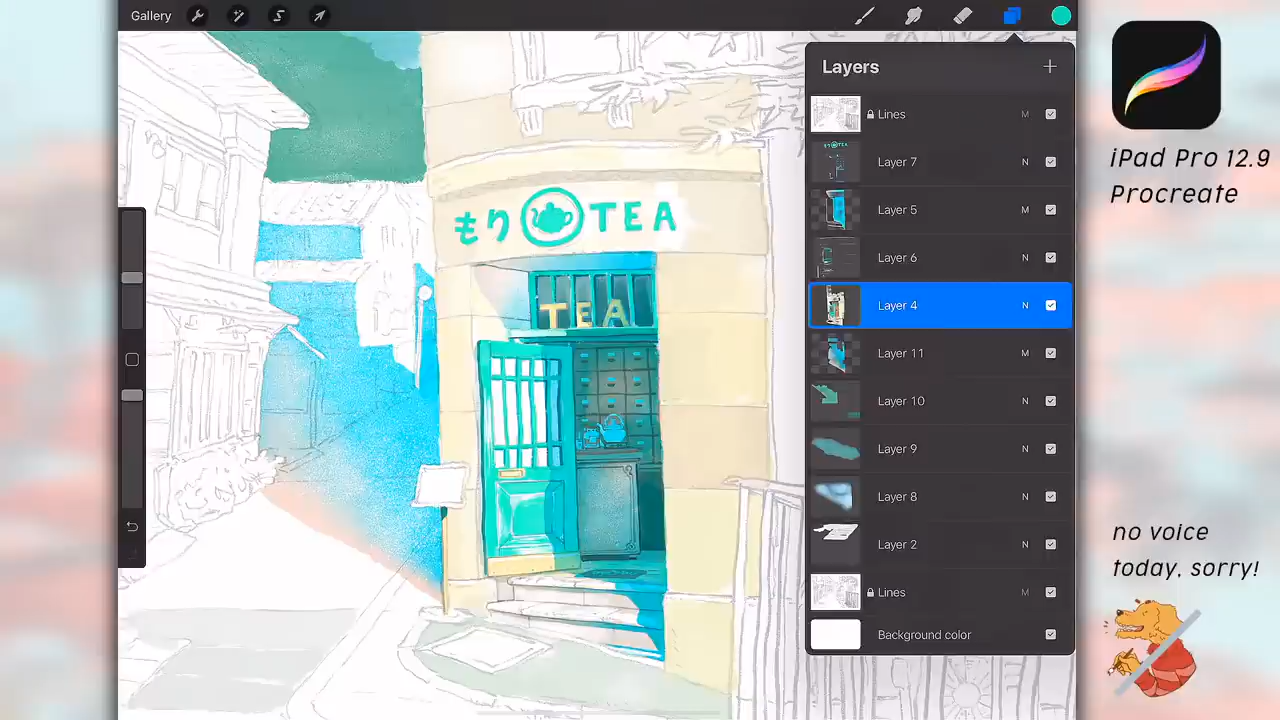 Gallery
Layers
Lines M
Layer 7 N
Layer 5 M
Layer 6 N
Layer 4 N
Layer 11 M
Layer 10 N
Layer 9 N
Layer 8 N
Layer 2 N
Lines M
Background color
もり TEA
TEA
iPad Pro 12.9
Procreate
no voice
today, sorry!